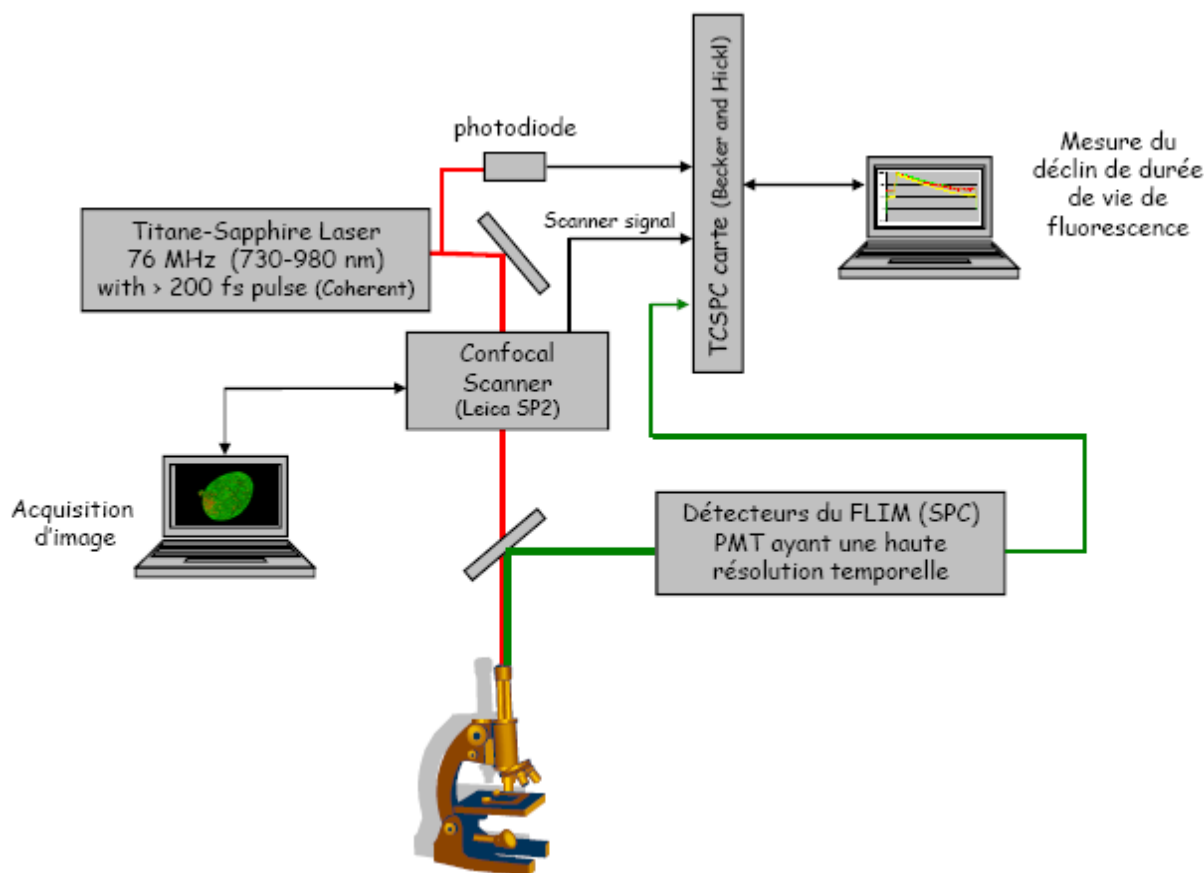 photodiode
Titane-Sapphire Laser
76 MHz (730-980 nm)
with > 200 fs pulse (Coherent)
Scanner signal
TCSPC carte (Becker and Hickl)
Mesure du
déclin de durée
de vie de
fluorescence
Confocal
Scanner
(Leica SP2)
Acquisition
d'image
Détecteurs du FLIM (SPC)
PMT ayant une haute
résolution temporelle